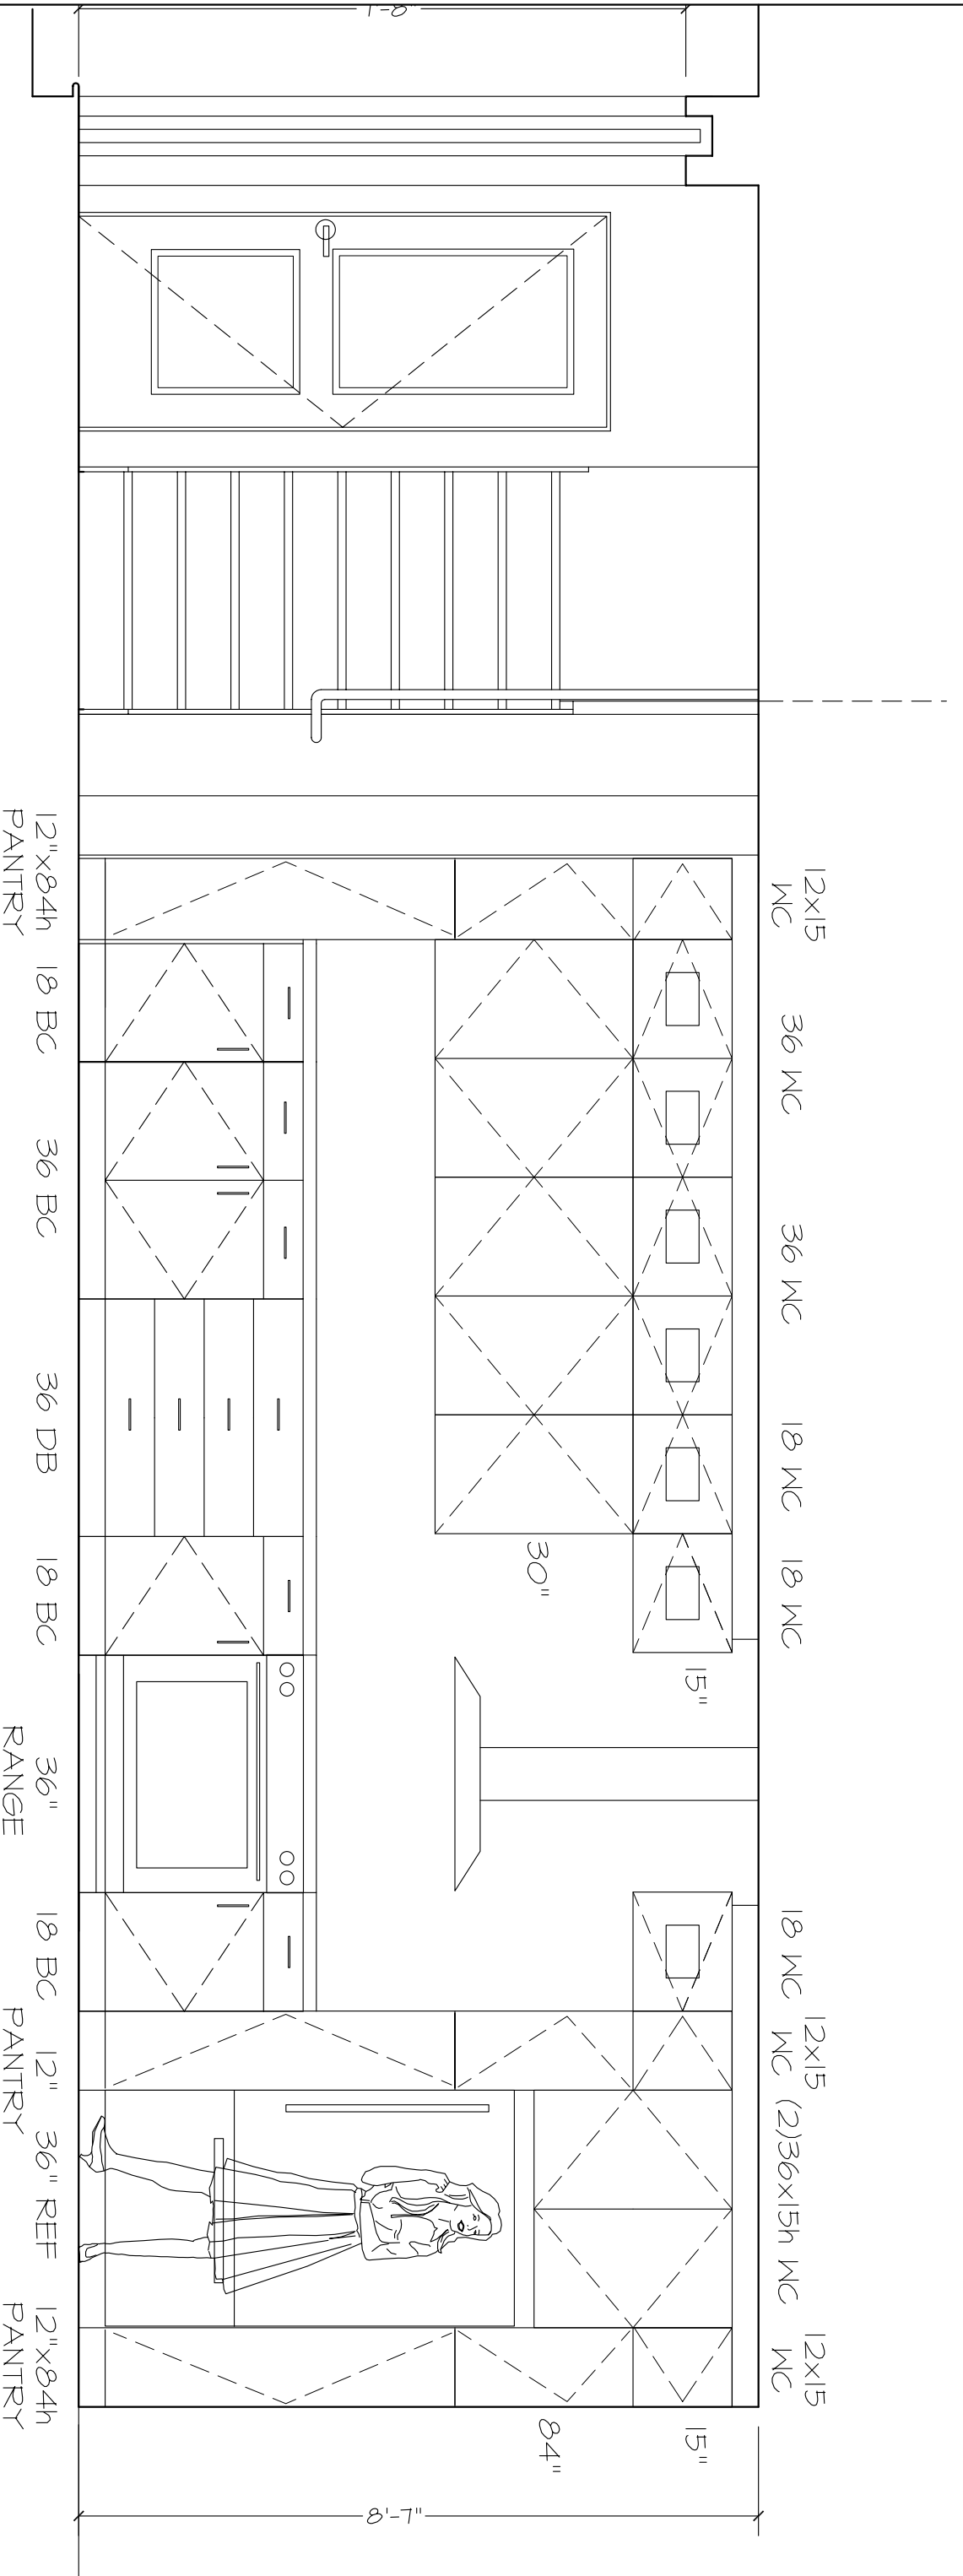 12x15
WC
36 WC
36 WC
18 WC
18 WC
18 WC
12x15
WC
(2)36x15h WC
12x15
WC
15"
15"
30"
84"
7'-8"
8'-7"
12"x84h
PANTRY
18 BC
36 BC
36 DB
18 BC
36"
RANGE
18 BC
12"
PANTRY
36" REF
12"x84h
PANTRY